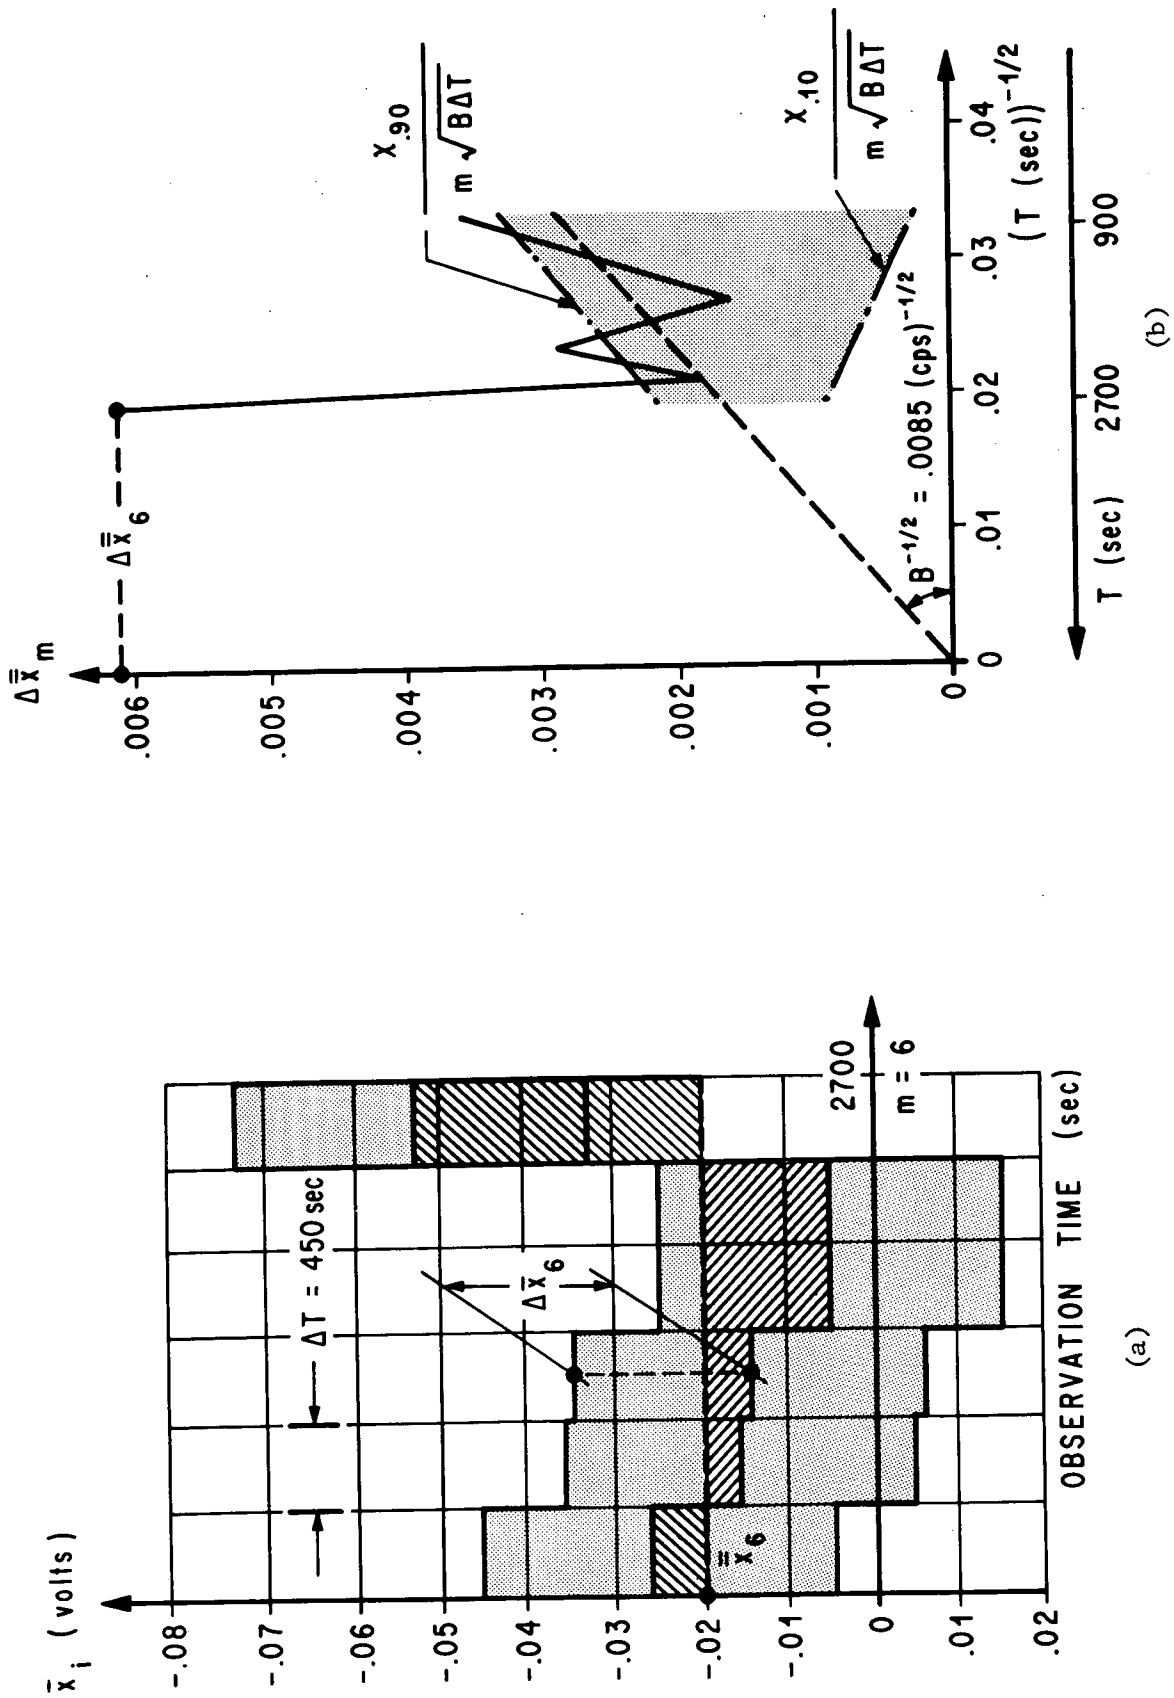 x̄ᵢ (volts)
-.08
-.07
-.06
-.05
-.04
-.03
-.02
-.01
0
.01
.02
ΔT = 450 sec
Δx̄₆
x̿₆
2700
m = 6
OBSERVATION TIME (sec)
(a)
Δx̿ₘ
.006
.005
.004
.003
.002
.001
0
Δx̿₆
χ.90
m √BΔT
χ.10
m √BΔT
B⁻¹/² = .0085 (cps)⁻¹/²
0
.01
.02
.03
.04
(T (sec))⁻¹/²
T (sec)
2700
900
(b)